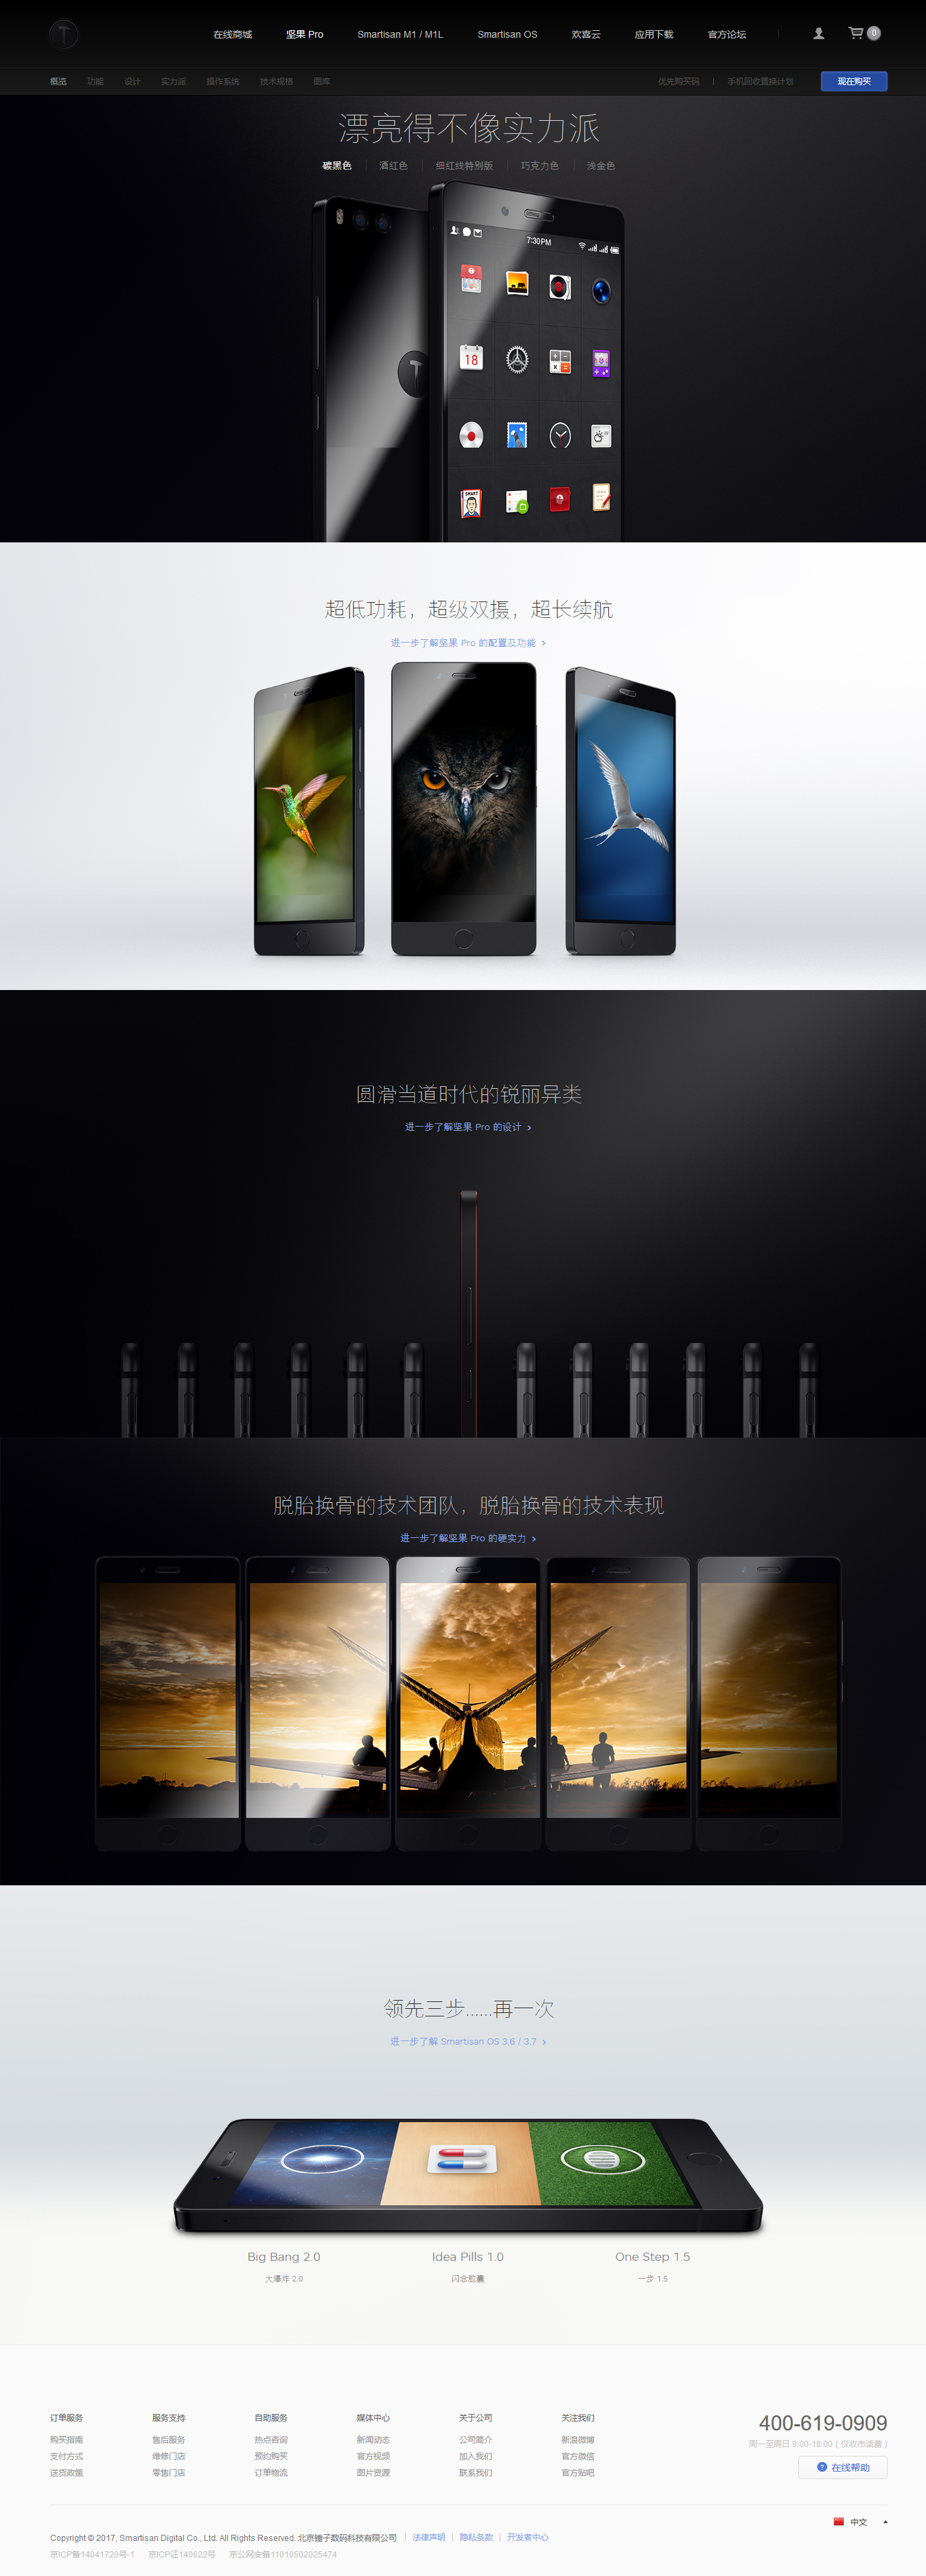 在线商城 坚果 Pro Smartisan M1 / M1L Smartisan OS 欢喜云 应用下载 官方论坛 0
概览 功能 设计 实力派 操作系统 技术规格 图库 优先购买码 手机回收置换计划 现在购买
漂亮得不像实力派
碳黑色 酒红色 细红线特别版 巧克力色 浅金色
7:30PM
18
超低功耗，超级双摄，超长续航
进一步了解坚果 Pro 的配置及功能 >
圆滑当道时代的锐丽异类
进一步了解坚果 Pro 的设计 >
脱胎换骨的技术团队，脱胎换骨的技术表现
进一步了解坚果 Pro 的硬实力 >
领先三步......再一次
进一步了解 Smartisan OS 3.6 / 3.7 >
Big Bang 2.0 Idea Pills 1.0 One Step 1.5
大爆炸 2.0 闪念胶囊 一步 1.5
订单服务 服务支持 自助服务 媒体中心 关于公司 关注我们 400-619-0909
购买指南 售后服务 热点咨询 新闻动态 公司简介 新浪微博 周一至周日 9:00-18:00 ( 仅收市话费 )
支付方式 维修门店 预约购买 官方视频 加入我们 官方微信 ? 在线帮助
送货政策 零售门店 订单物流 图片资源 联系我们 官方贴吧
中文
Copyright © 2017, Smartisan Digital Co., Ltd. All Rights Reserved. 北京锤子数码科技有限公司 法律声明 隐私条款 开发者中心
京ICP备14041720号-1 京ICP证140622号 京公网安备11010502025474